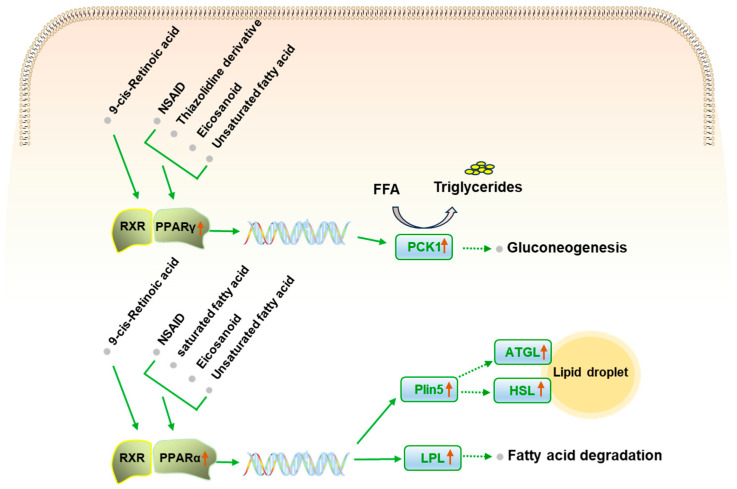 9-cis-Retinoic acid
NSAID
Thiazolidine derivative
Eicosanoid
Unsaturated fatty acid
FFA
Triglycerides
RXR
PPARγ
PCK1
Gluconeogenesis
9-cis-Retinoic acid
NSAID
saturated fatty acid
Eicosanoid
Unsaturated fatty acid
ATGL
Lipid droplet
Plin5
HSL
RXR
PPARα
LPL
Fatty acid degradation